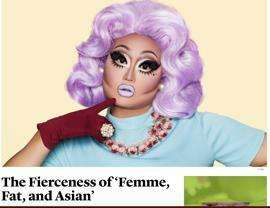 The Fierceness of ‘Femme,
Fat, and Asian’